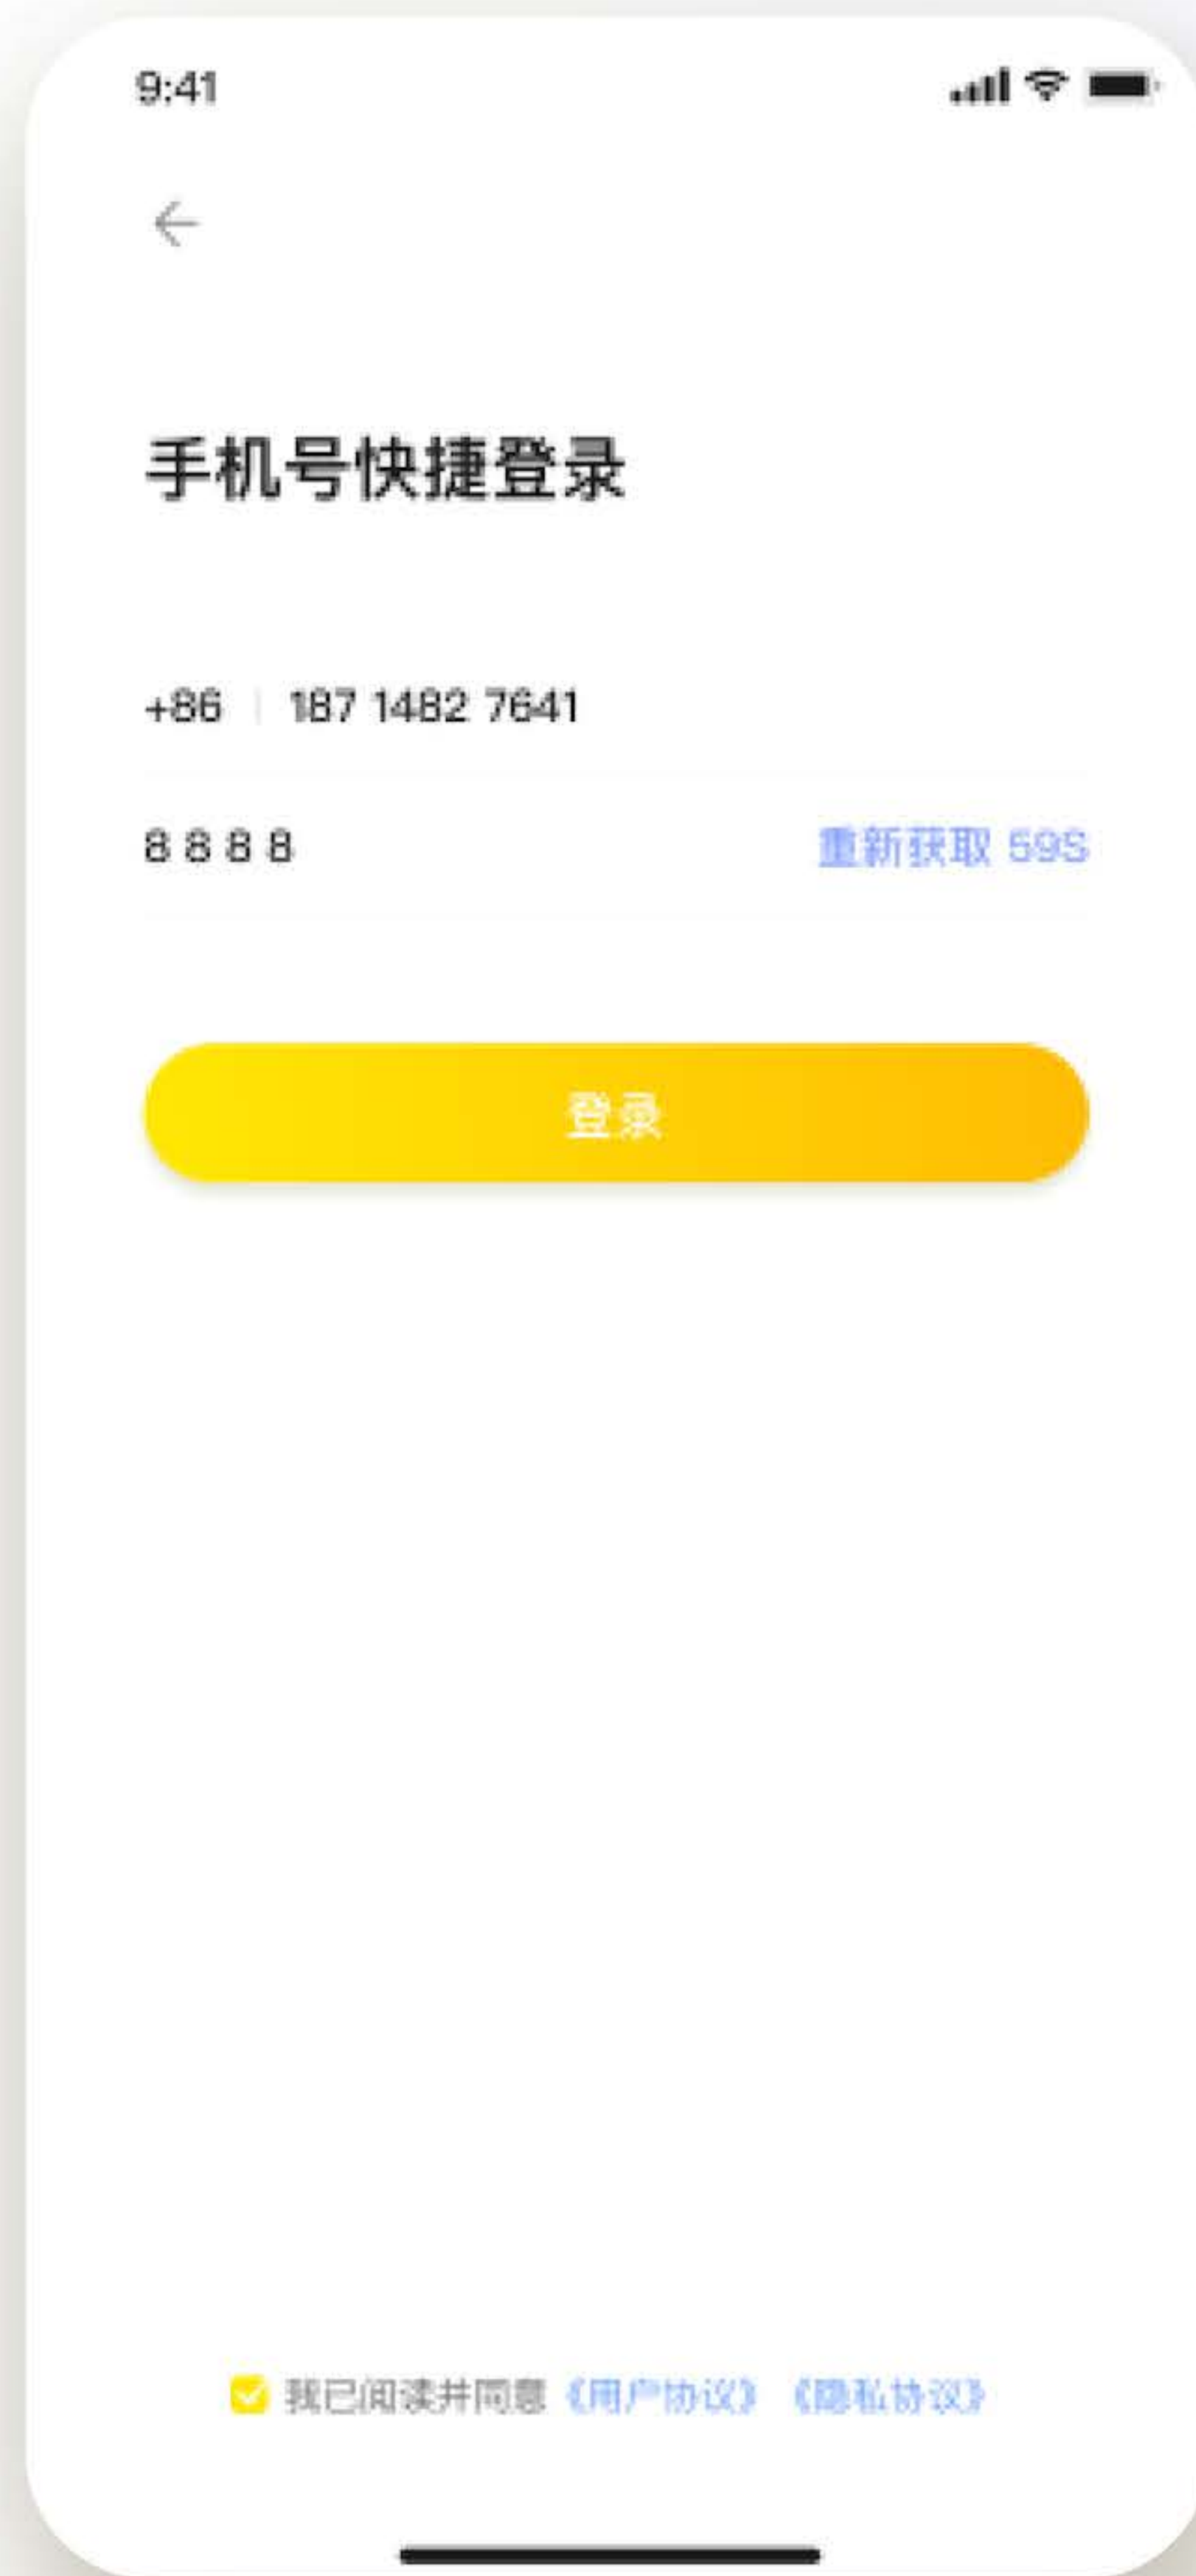 9:41
手机号快捷登录
+86 187 1482 7641
8 8 8 8 重新获取 59S
登录
我已阅读并同意《用户协议》 《隐私协议》